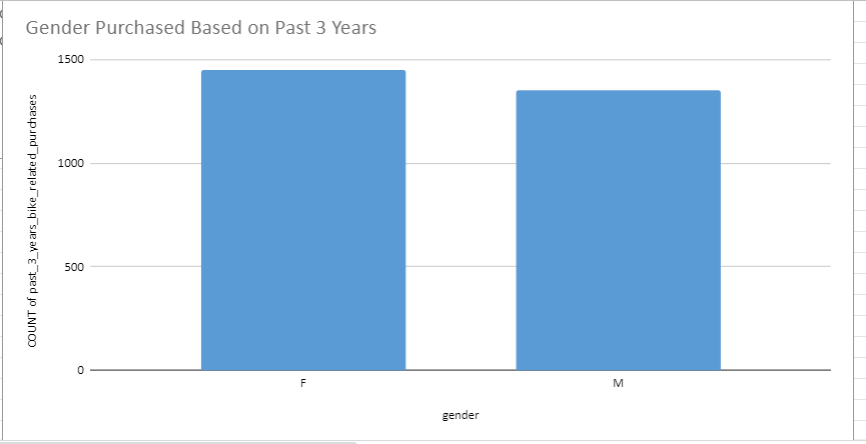 Gender Purchased Based on Past 3 Years
COUNT of past_3_years_bike_related_purchases
1500
1000
500
0
F
M
gender